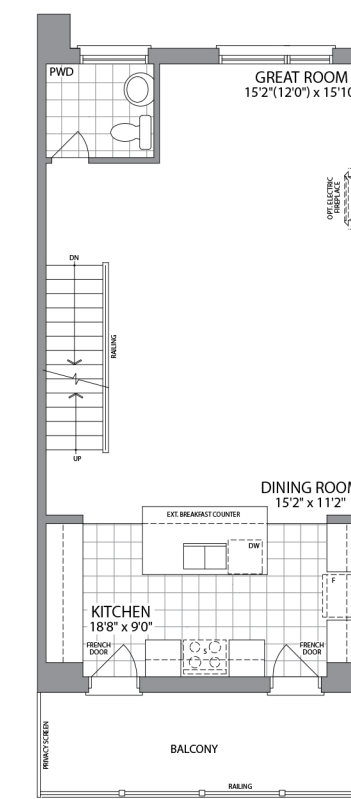 PWD
GREAT ROOM
15'2"(12'0") x 15'10
OPT. ELECTRIC
FIREPLACE
DN
RAILING
UP
DINING ROOM
15'2" x 11'2"
EXT. BREAKFAST COUNTER
DW
F
KITCHEN
18'8" x 9'0"
FRENCH
DOOR
S
FRENCH
DOOR
PRIVACY SCREEN
BALCONY
RAILING